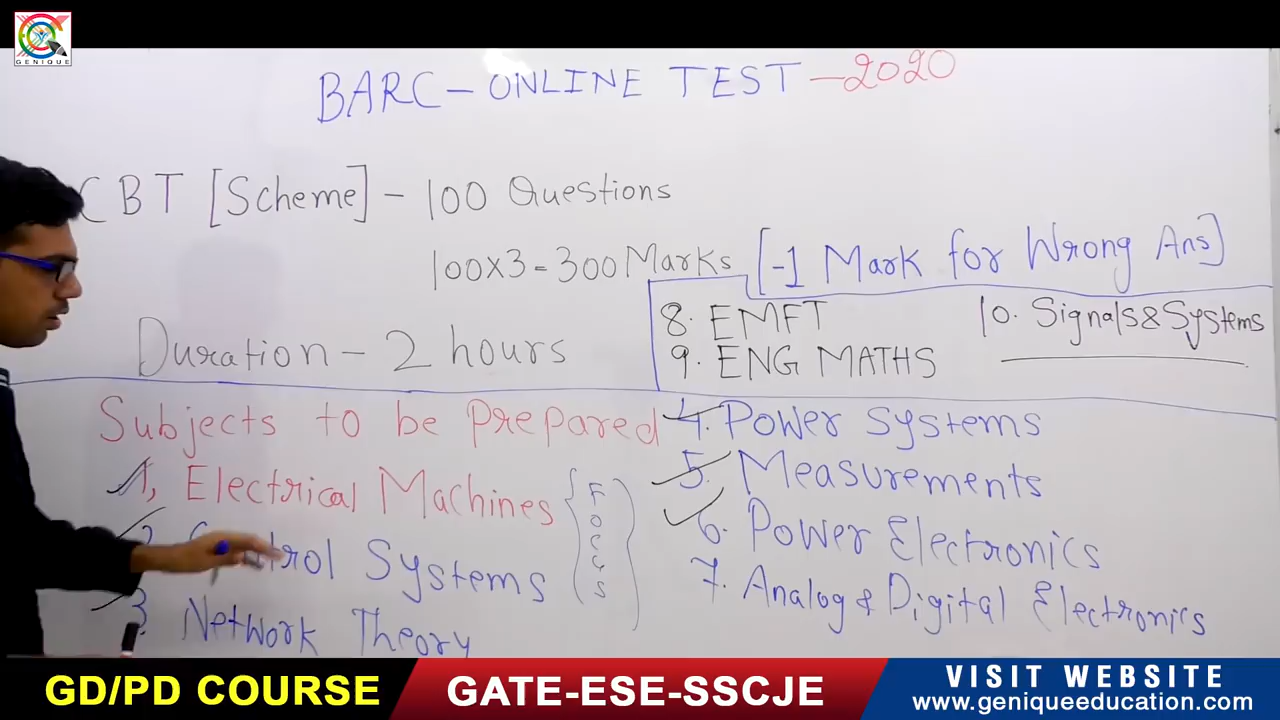 GENIQUE
BARC - ONLINE TEST - 2020
CBT [Scheme] - 100 Questions
100x3 = 300 Marks [-1 Mark for Wrong Ans]
Duration - 2 hours
8. EMFT
9. ENG MATHS
10. Signals & Systems
Subjects to be Prepared
1. Electrical Machines
2. Control Systems
3. Network Theory
{FOCUS}
4. Power Systems
5. Measurements
6. Power Electronics
7. Analog & Digital Electronics
GD/PD COURSE
GATE-ESE-SSCJE
VISIT WEBSITE
www.geniqueeducation.com